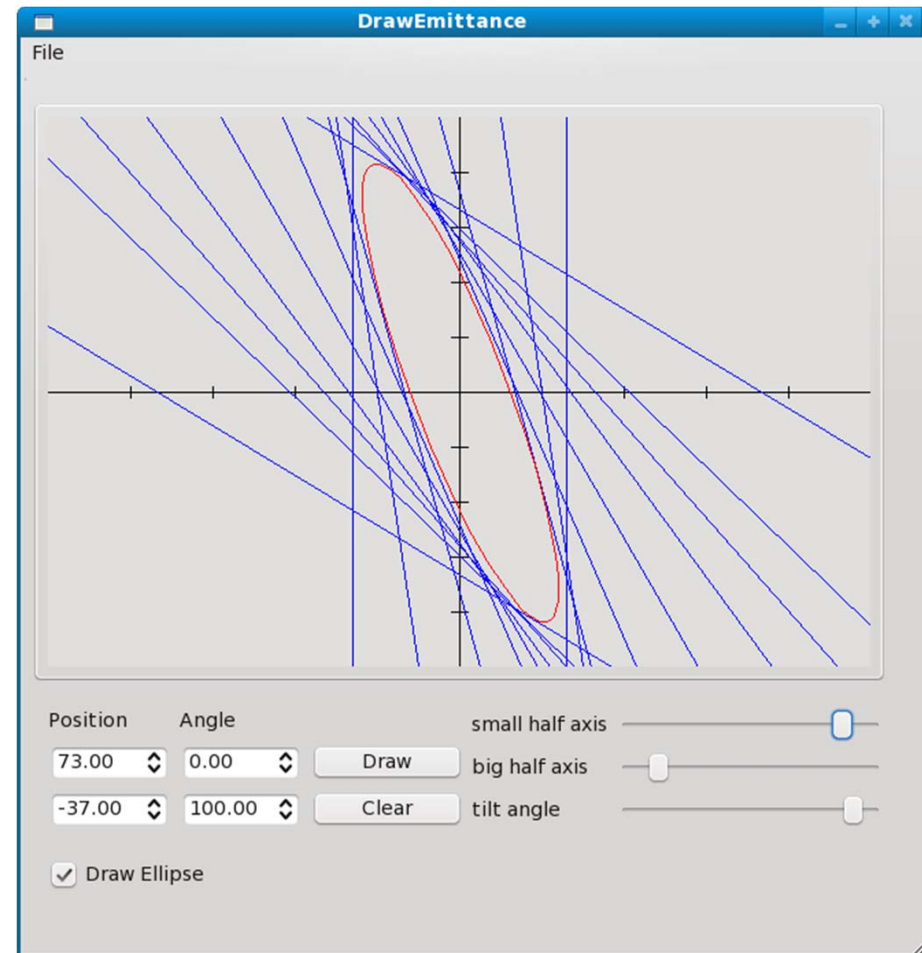 DrawEmittance
File
Position Angle
small half axis
73.00 0.00 Draw
big half axis
-37.00 100.00 Clear
tilt angle
Draw Ellipse